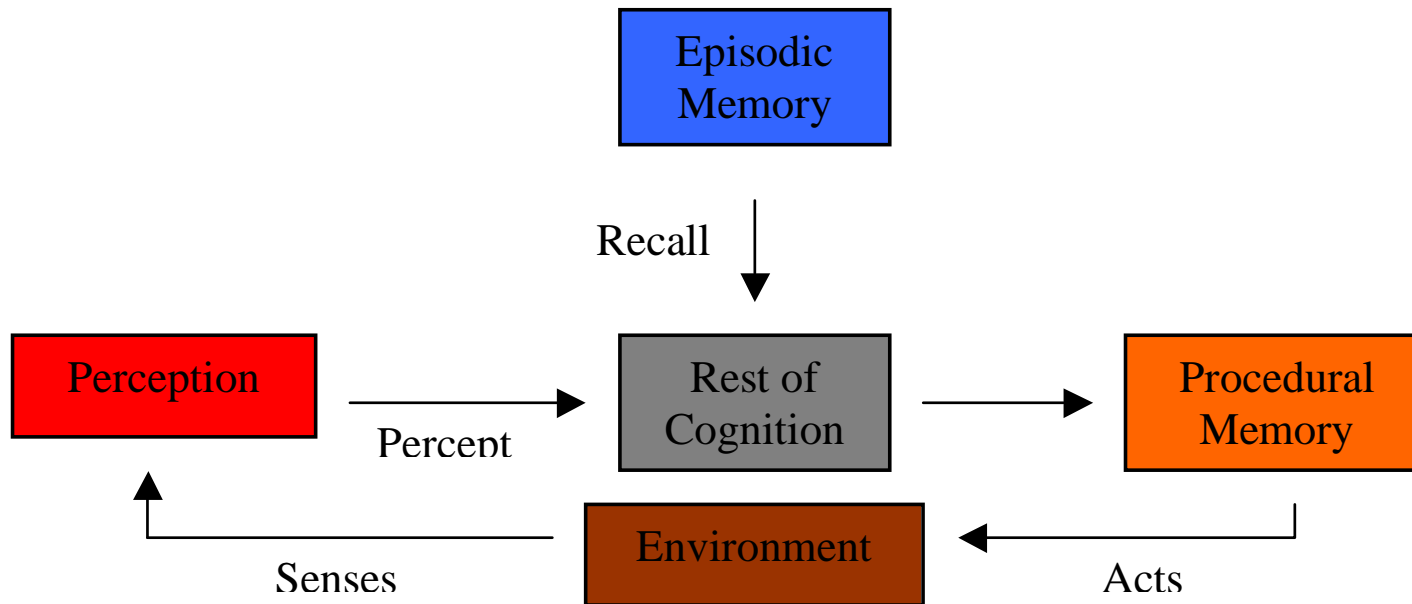 Episodic
Memory
Recall
Perception
Percept
Rest of
Cognition
Procedural
Memory
Senses
Environment
Acts